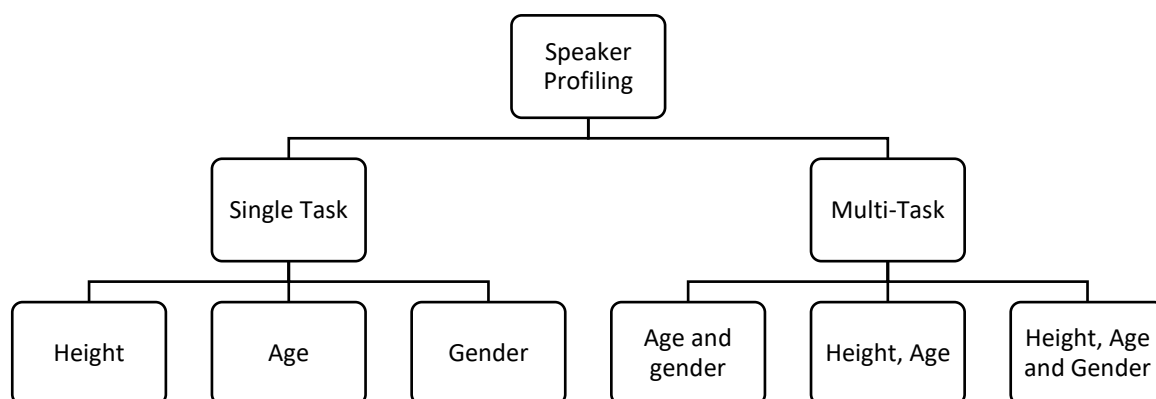 Speaker
Profiling
Single Task
Multi-Task
Height
Age
Gender
Age and
gender
Height, Age
Height, Age
and Gender